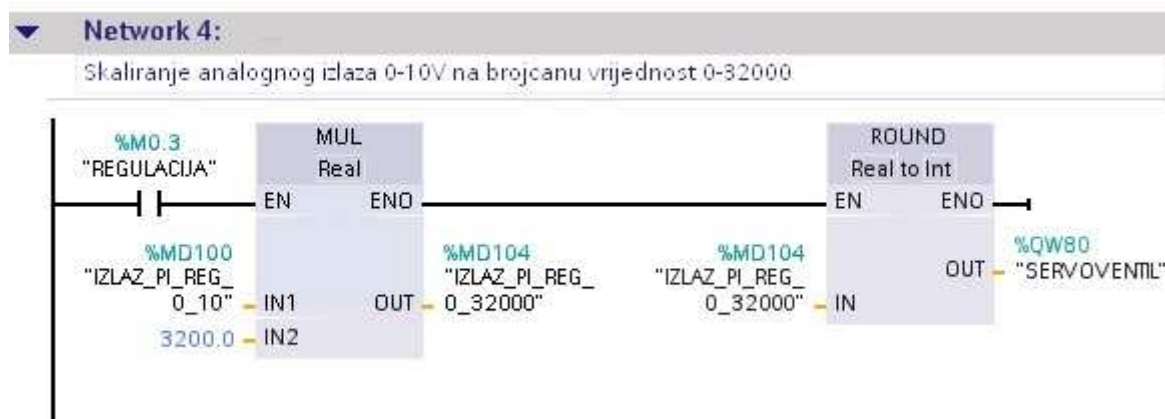 Network 4:
Skaliranje analognog izlaza 0-10V na brojcanu vrijednost 0-32000
%M0.3
"REGULACIJA"
MUL
Real
EN ENO
%MD100
"IZLAZ_PI_REG_
0_10"
IN1
3200.0
IN2
OUT
%MD104
"IZLAZ_PI_REG_
0_32000"
ROUND
Real to Int
EN ENO
%MD104
"IZLAZ_PI_REG_
0_32000"
IN
OUT
%QW80
"SERVOVENTIL"